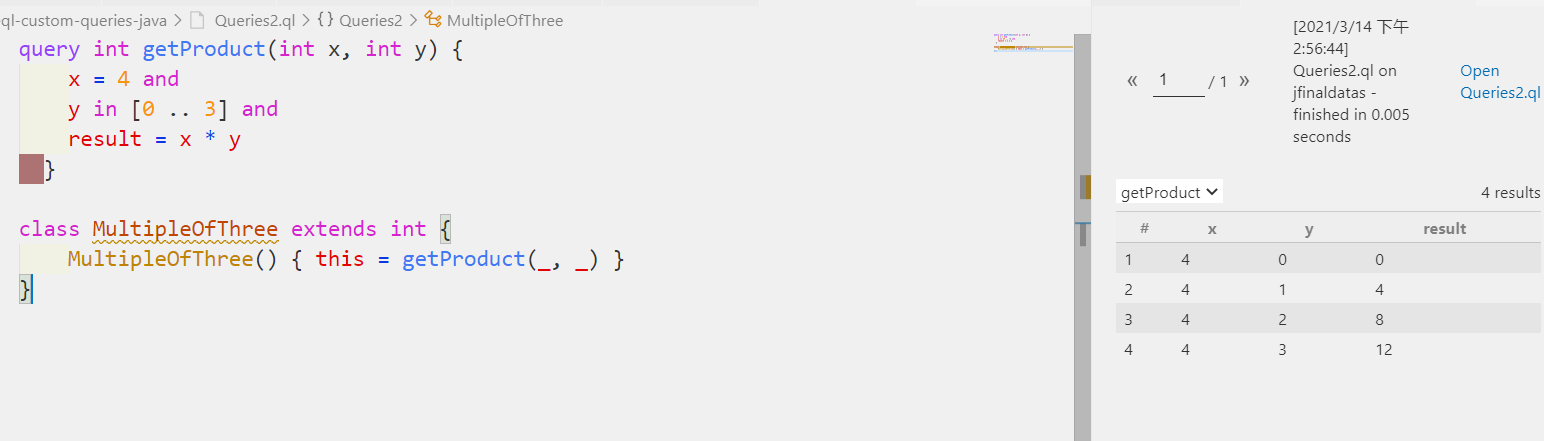 ql-custom-queries-java > Queries2.ql > {} Queries2 > MultipleOfThree
query int getProduct(int x, int y) {
    x = 4 and
    y in [0 .. 3] and
    result = x * y
  }
class MultipleOfThree extends int {
    MultipleOfThree() { this = getProduct(_, _) }
}
« 1 / 1 »
[2021/3/14 下午
2:56:44]
Queries2.ql on
jfinaldatas -
finished in 0.005
seconds
Open
Queries2.ql
getProduct
4 results
# x y result
1 4 0 0
2 4 1 4
3 4 2 8
4 4 3 12